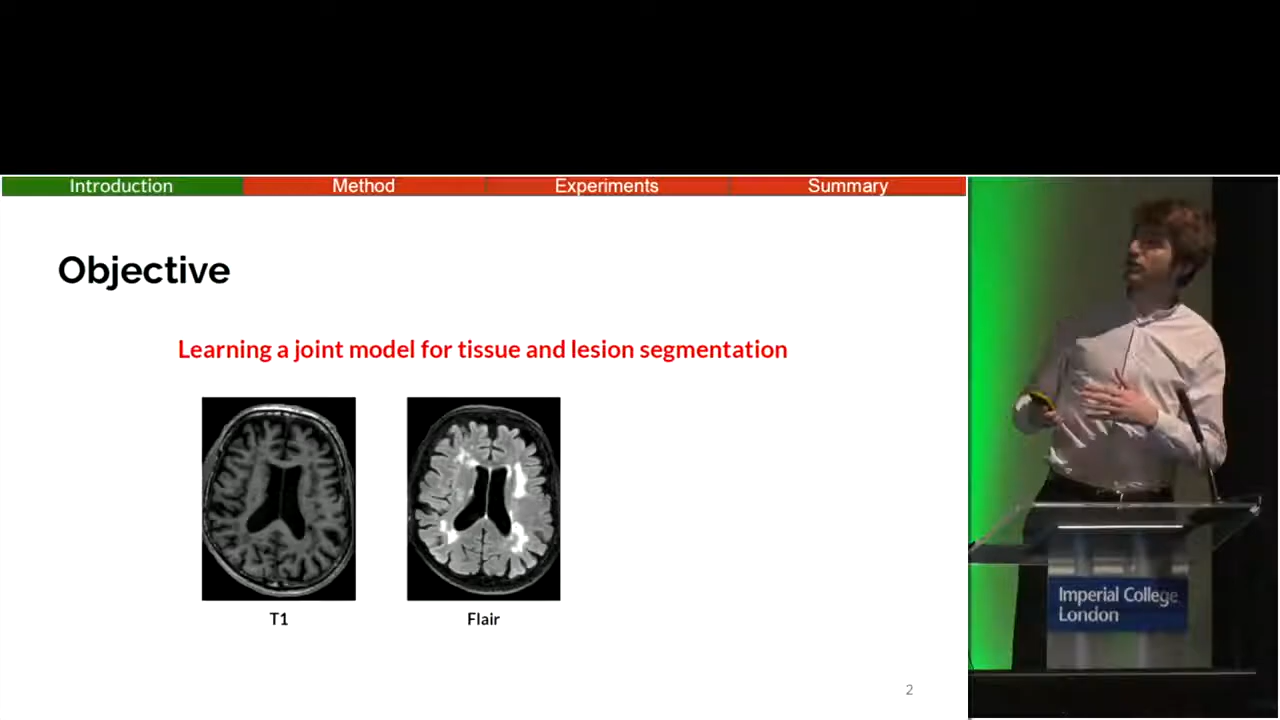 Introduction
Method
Experiments
Summary
Objective
Learning a joint model for tissue and lesion segmentation
T1
Flair
2
Imperial College
London